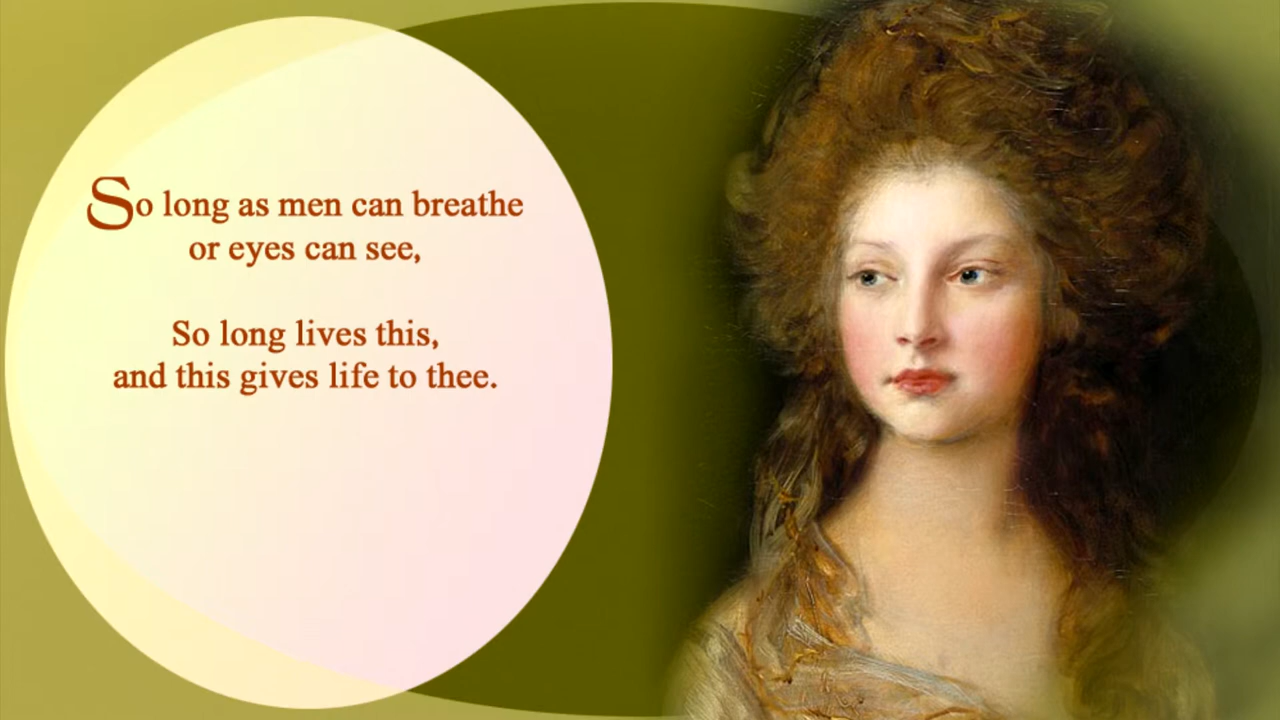 So long as men can breathe
or eyes can see,
So long lives this,
and this gives life to thee.